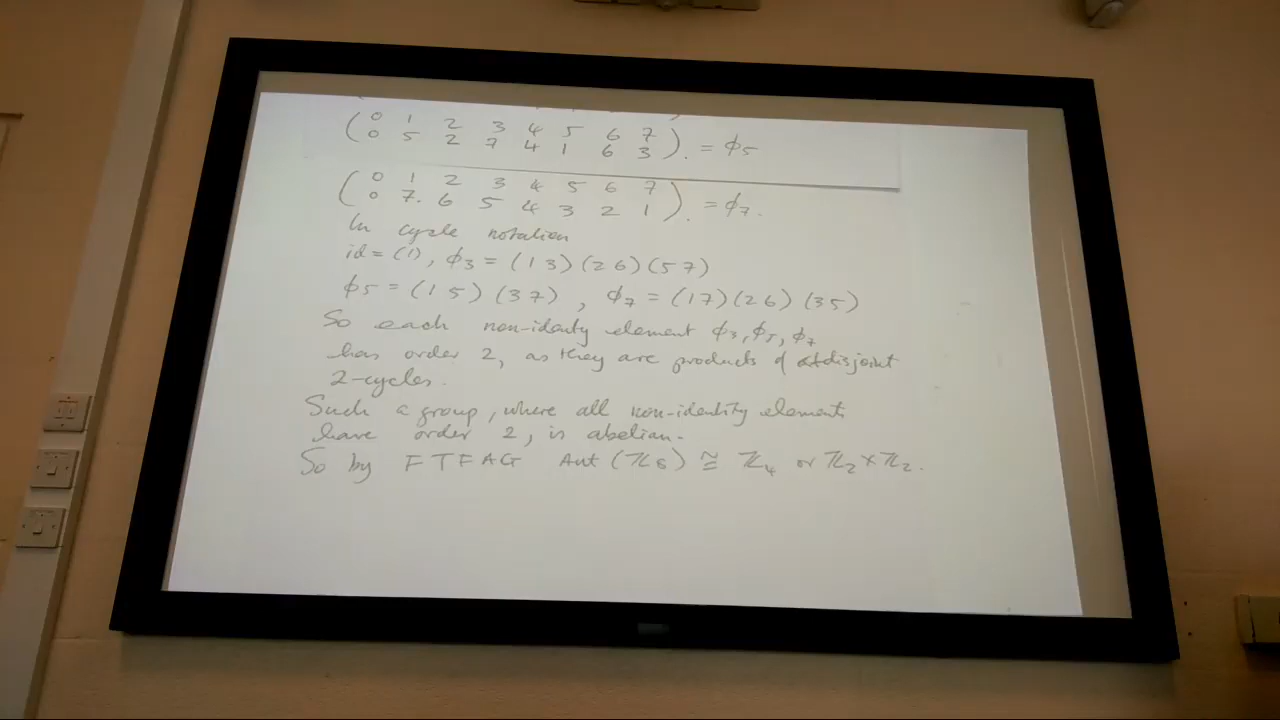 ( 0 1 2 3 4 5 6 7
0 5 2 7 4 1 6 3 ). = φ5
( 0 1 2 3 4 5 6 7
0 7. 6 5 4 3 2 1 ). = φ7.
In cycle notation
id = (1), φ3 = (1 3)(2 6)(5 7)
φ5 = (1 5) (3 7) , φ7 = (1 7)(2 6) (3 5)
So each non-identy element φ3, φ5, φ7
has order 2, as they are products of disjoint
2-cycles.
Such a group, where all non-identity elements
have order 2, is abelian.
So by FTFAG Aut (ℤ8) ≅ ℤ4 or ℤ2 × ℤ2.